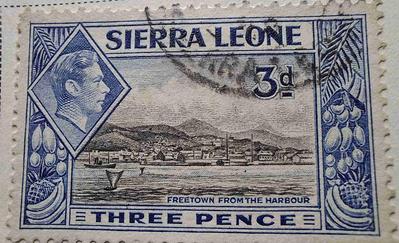 SIERRA LEONE
3d
FREETOWN FROM THE HARBOUR
THREE PENCE